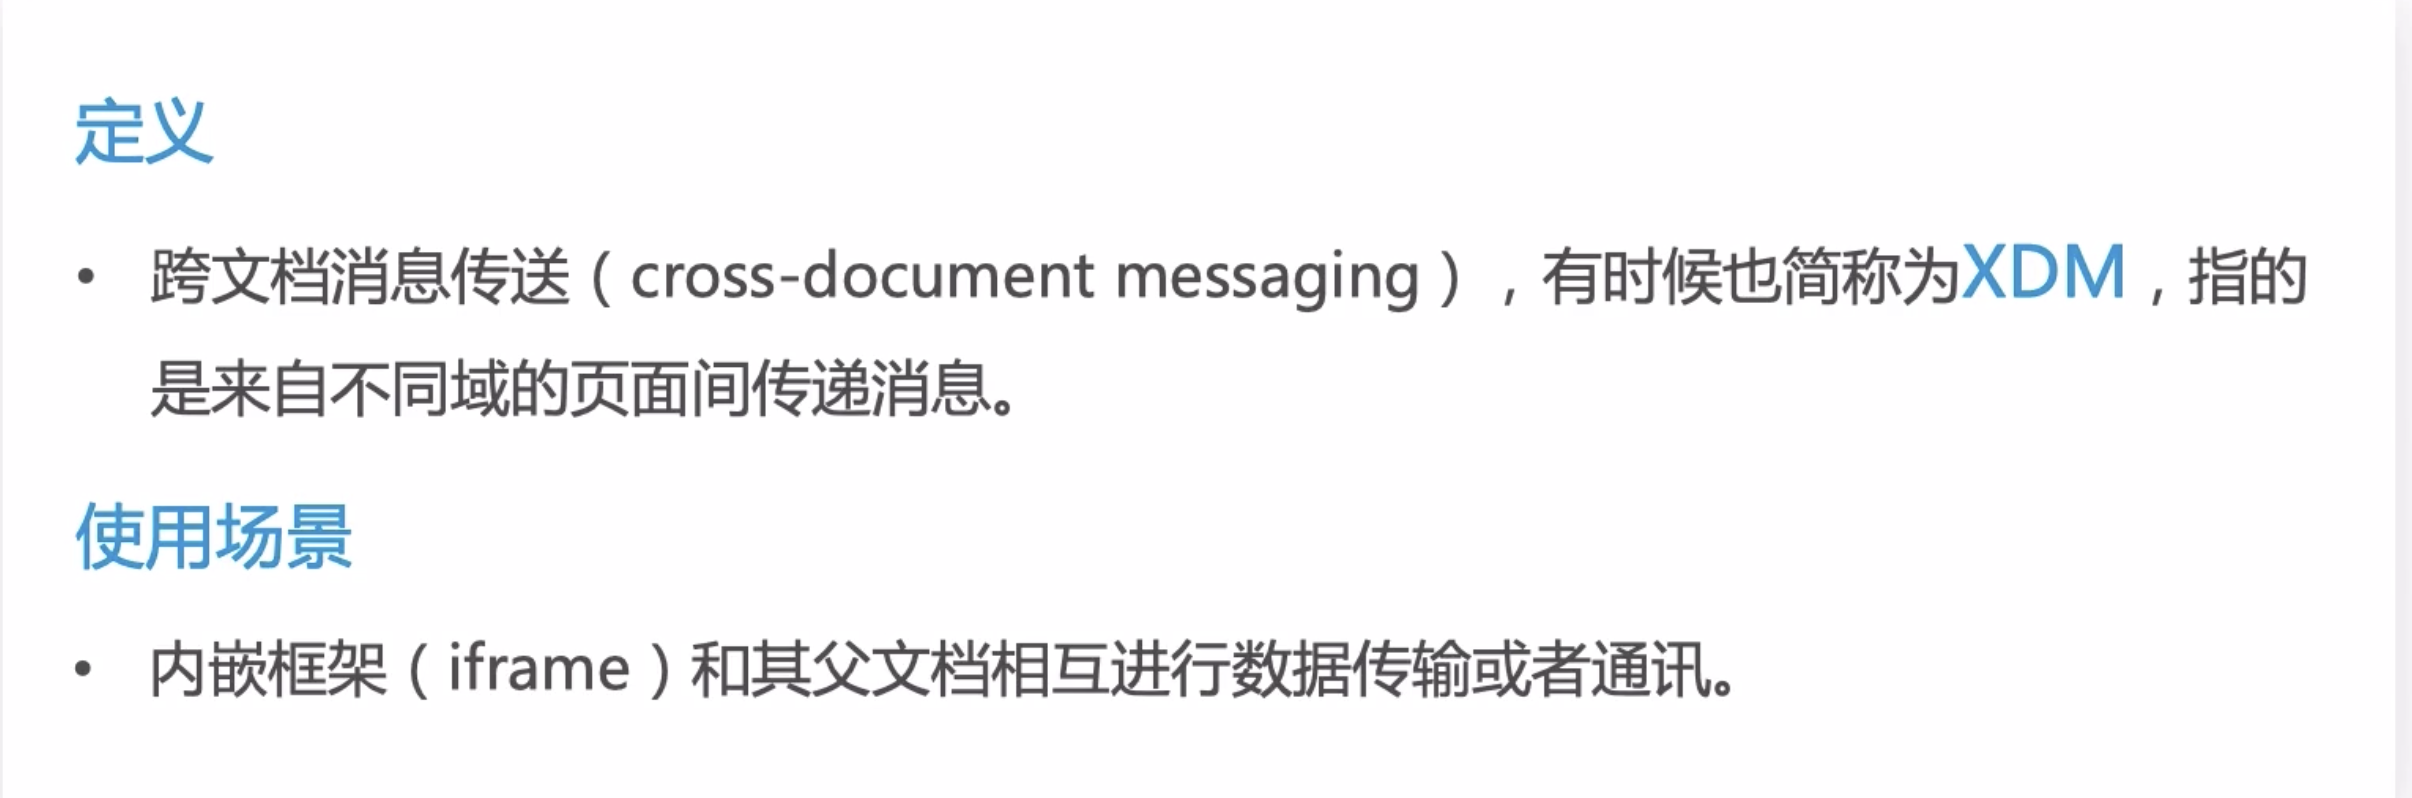 定义
• 跨文档消息传送（cross-document messaging），有时候也简称为XDM，指的
是来自不同域的页面间传递消息。
使用场景
• 内嵌框架（iframe）和其父文档相互进行数据传输或者通讯。